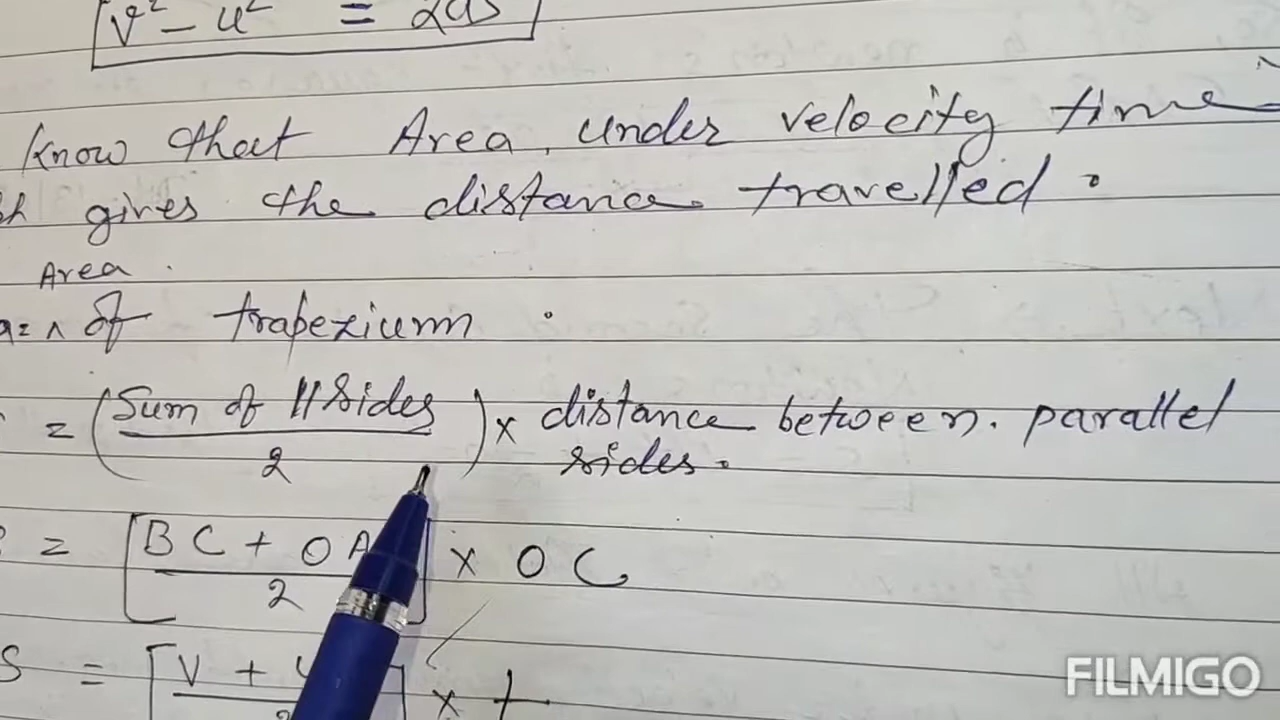 v² - u² = 2as
know that Area under velocity time
gives the distance travelled.
Area
of trapezium.
= (Sum of || sides / 2) × distance between parallel
sides.
= [BC + OA / 2] × OC
S = [V + / 2] × t
FILMIGO